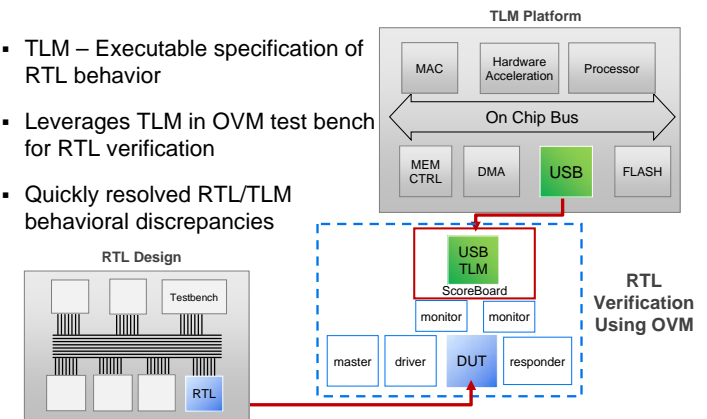 ▪ TLM – Executable specification of
RTL behavior
▪ Leverages TLM in OVM test bench
for RTL verification
▪ Quickly resolved RTL/TLM
behavioral discrepancies
TLM Platform
MAC
Hardware
Acceleration
Processor
On Chip Bus
MEM
CTRL
DMA
USB
FLASH
USB
TLM
ScoreBoard
monitor
monitor
master
driver
DUT
responder
RTL
Verification
Using OVM
RTL Design
Testbench
RTL